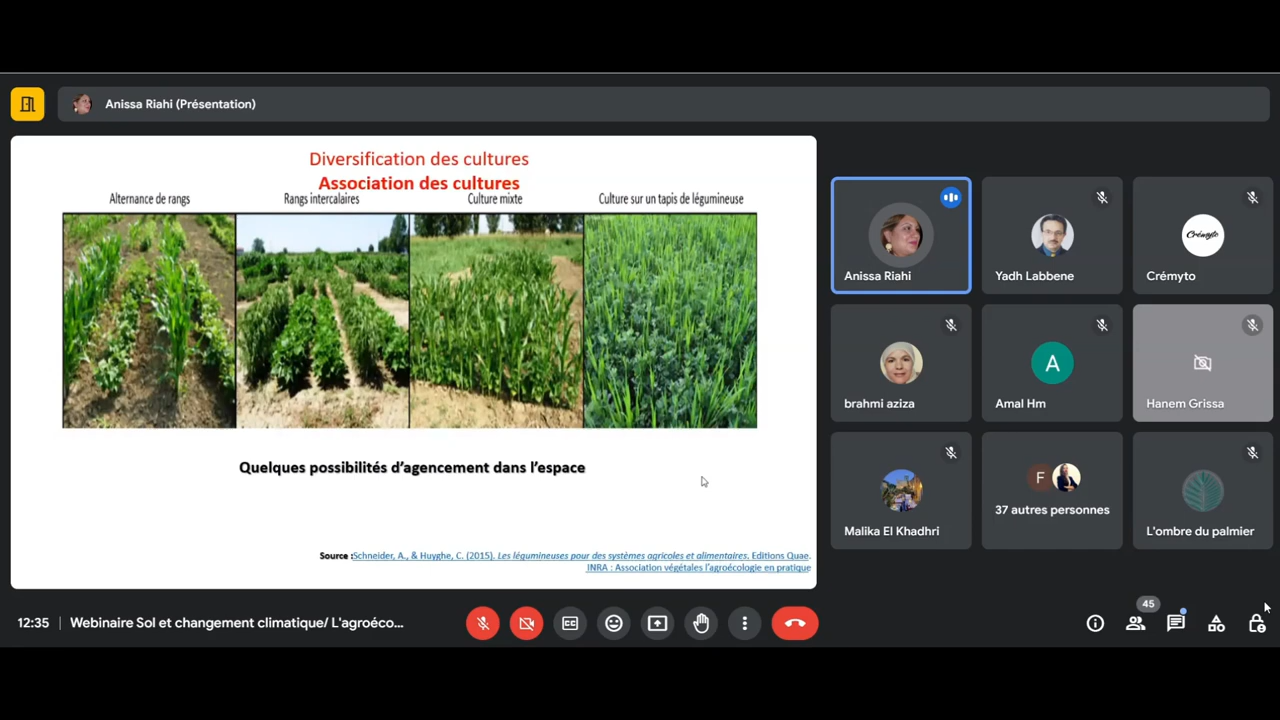 Anissa Riahi (Présentation)
Diversification des cultures
Association des cultures
Alternance de rangs
Rangs intercalaires
Culture mixte
Culture sur un tapis de légumineuse
Quelques possibilités d'agencement dans l'espace
Source :Schneider, A., & Huyghe, C. (2015). Les légumineuses pour des systèmes agricoles et alimentaires. Editions Quae.
INRA : Association végétales l'agroécologie en pratique
Anissa Riahi
Yadh Labbene
Crémyto
Crémyto
brahmi aziza
A
Amal Hm
Hanem Grissa
Malika El Khadhri
F
37 autres personnes
L'ombre du palmier
12:35
Webinaire Sol et changement climatique/ L'agroéco...
CC
45